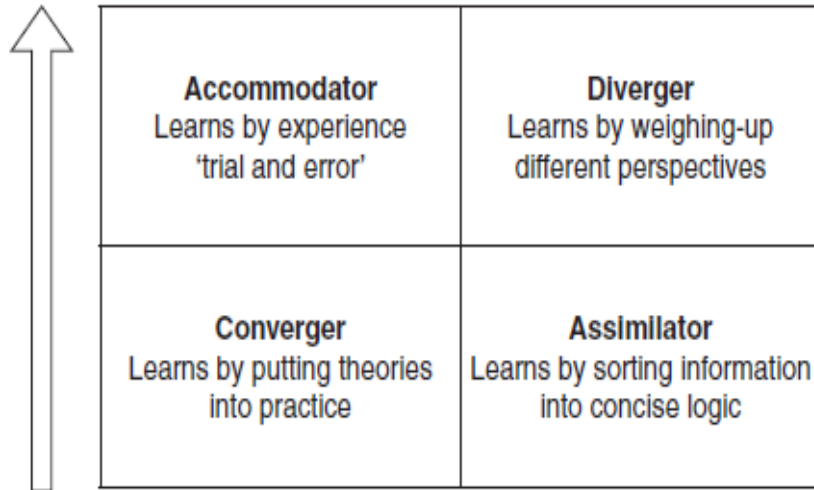 Accommodator
Learns by experience
‘trial and error’
Diverger
Learns by weighing-up
different perspectives
Converger
Learns by putting theories
into practice
Assimilator
Learns by sorting information
into concise logic